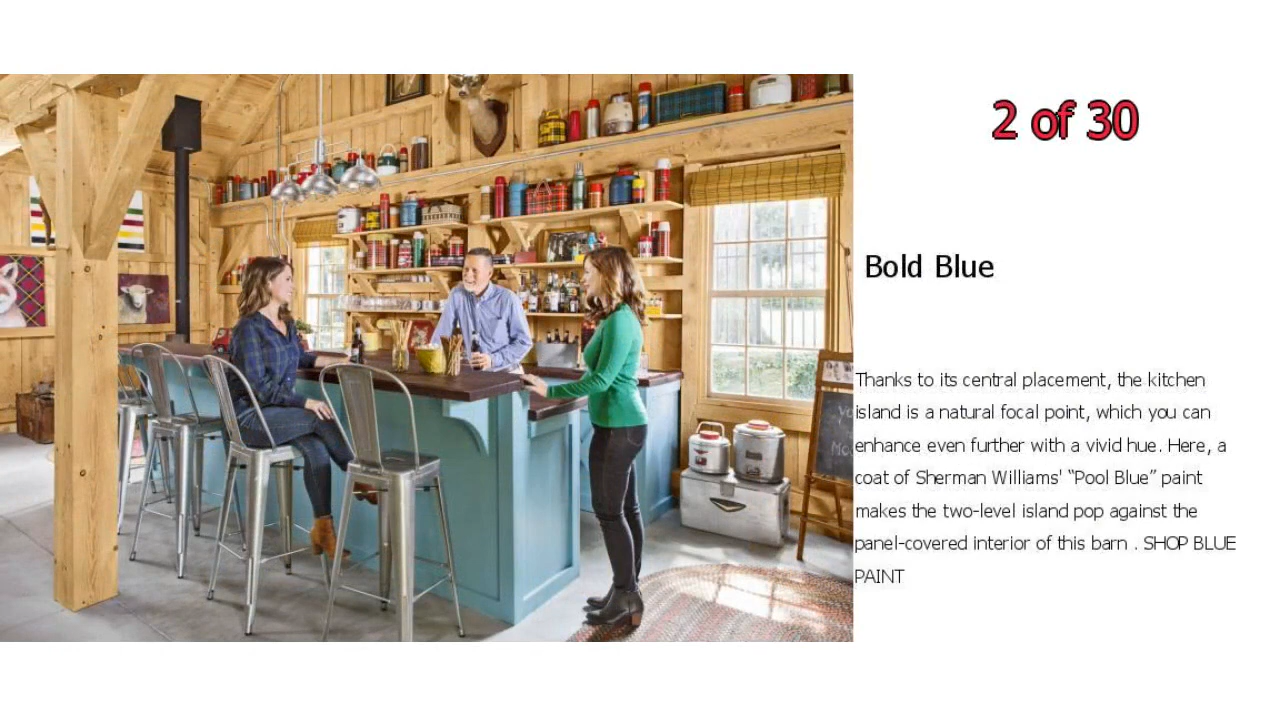 2 of 30
Bold Blue
Thanks to its central placement, the kitchen
island is a natural focal point, which you can
enhance even further with a vivid hue. Here, a
coat of Sherman Williams' “Pool Blue” paint
makes the two-level island pop against the
panel-covered interior of this barn . SHOP BLUE
PAINT